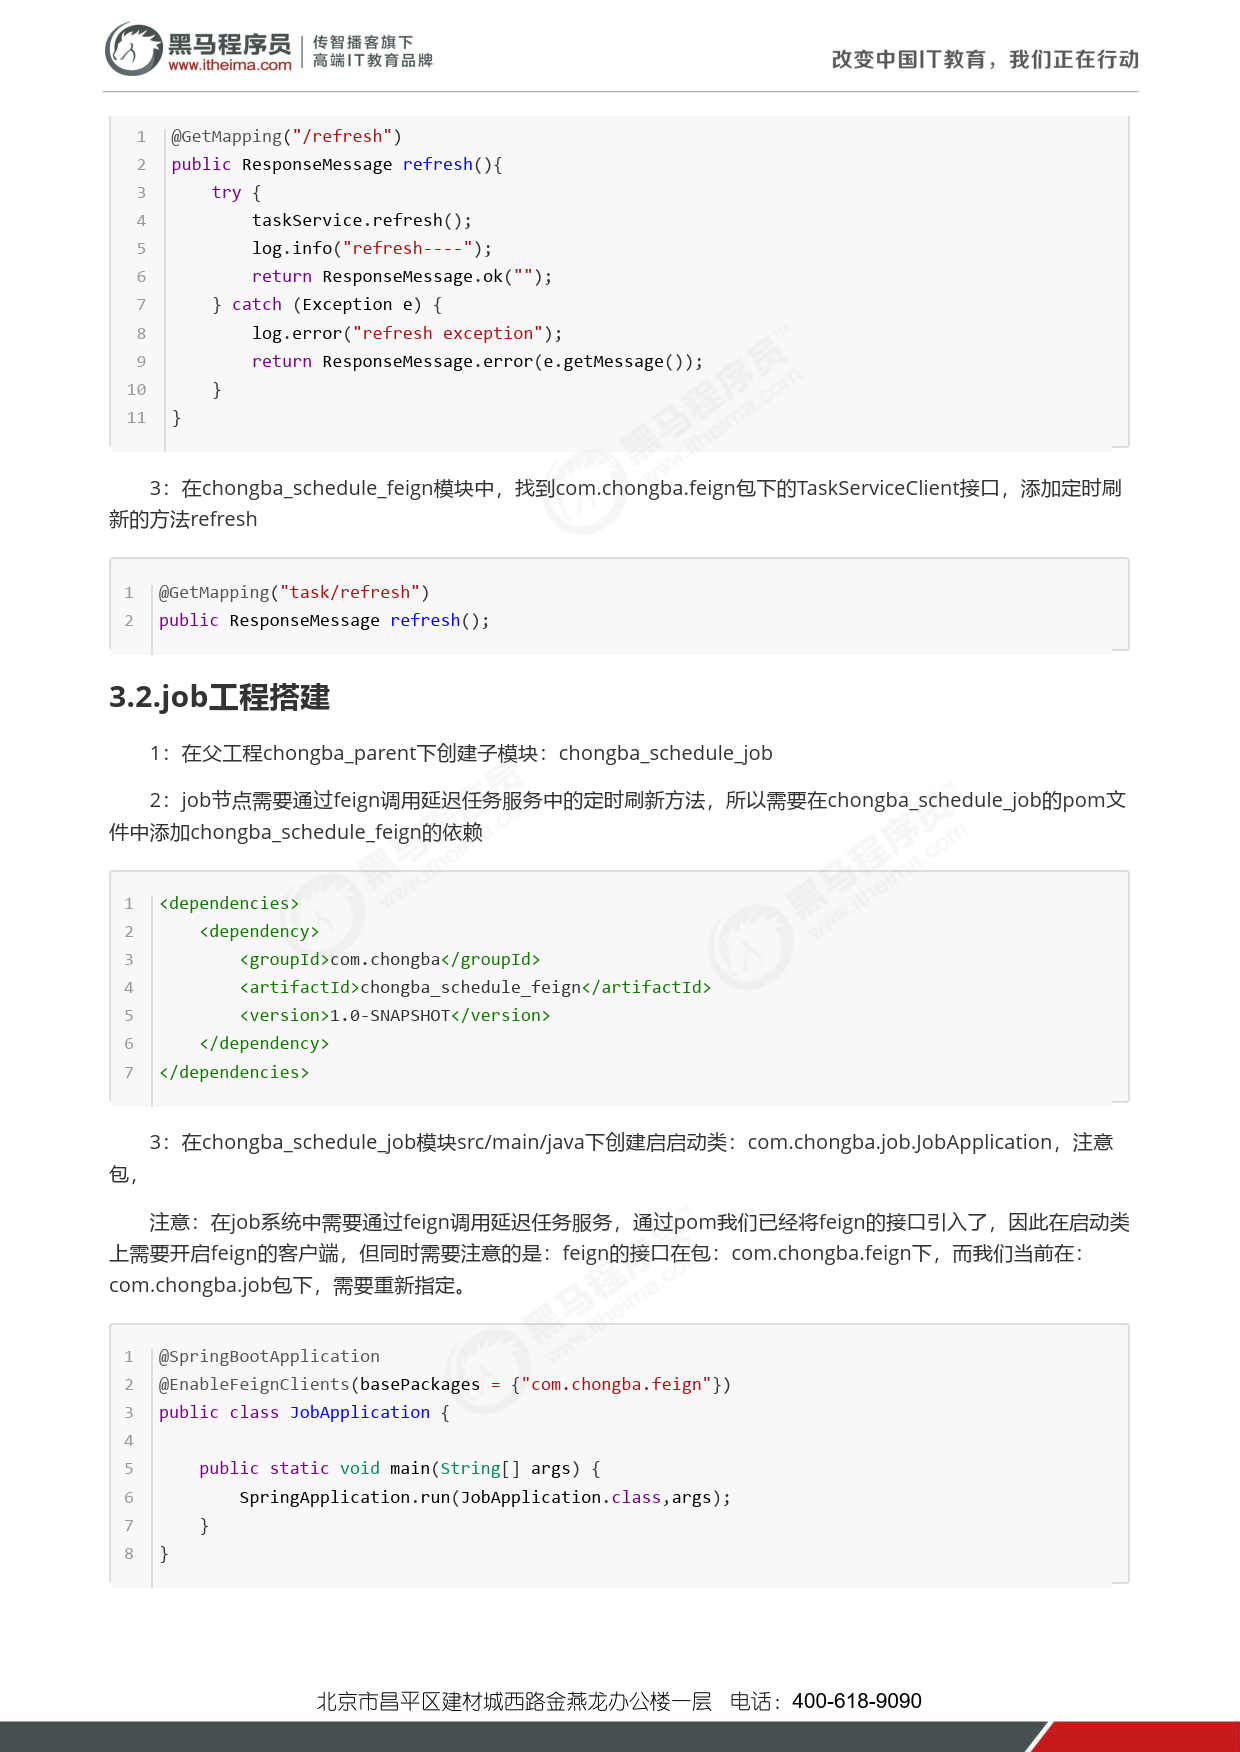 黑马程序员
www.itheima.com
传智播客旗下
高端IT教育品牌
改变中国IT教育，我们正在行动
1 @GetMapping("/refresh")
2 public ResponseMessage refresh(){
3     try {
4         taskService.refresh();
5         log.info("refresh----");
6         return ResponseMessage.ok("");
7     } catch (Exception e) {
8         log.error("refresh exception");
9         return ResponseMessage.error(e.getMessage());
10     }
11 }
3：在chongba_schedule_feign模块中，找到com.chongba.feign包下的TaskServiceClient接口，添加定时刷
新的方法refresh
1 @GetMapping("task/refresh")
2 public ResponseMessage refresh();
3.2.job工程搭建
1：在父工程chongba_parent下创建子模块：chongba_schedule_job
2：job节点需要通过feign调用延迟任务服务中的定时刷新方法，所以需要在chongba_schedule_job的pom文
件中添加chongba_schedule_feign的依赖
1 <dependencies>
2     <dependency>
3         <groupId>com.chongba</groupId>
4         <artifactId>chongba_schedule_feign</artifactId>
5         <version>1.0-SNAPSHOT</version>
6     </dependency>
7 </dependencies>
3：在chongba_schedule_job模块src/main/java下创建启启动类：com.chongba.job.JobApplication，注意
包，
注意：在job系统中需要通过feign调用延迟任务服务，通过pom我们已经将feign的接口引入了，因此在启动类
上需要开启feign的客户端，但同时需要注意的是：feign的接口在包：com.chongba.feign下，而我们当前在：
com.chongba.job包下，需要重新指定。
1 @SpringBootApplication
2 @EnableFeignClients(basePackages = {"com.chongba.feign"})
3 public class JobApplication {
4
5     public static void main(String[] args) {
6         SpringApplication.run(JobApplication.class,args);
7     }
8 }
北京市昌平区建材城西路金燕龙办公楼一层 电话：400-618-9090